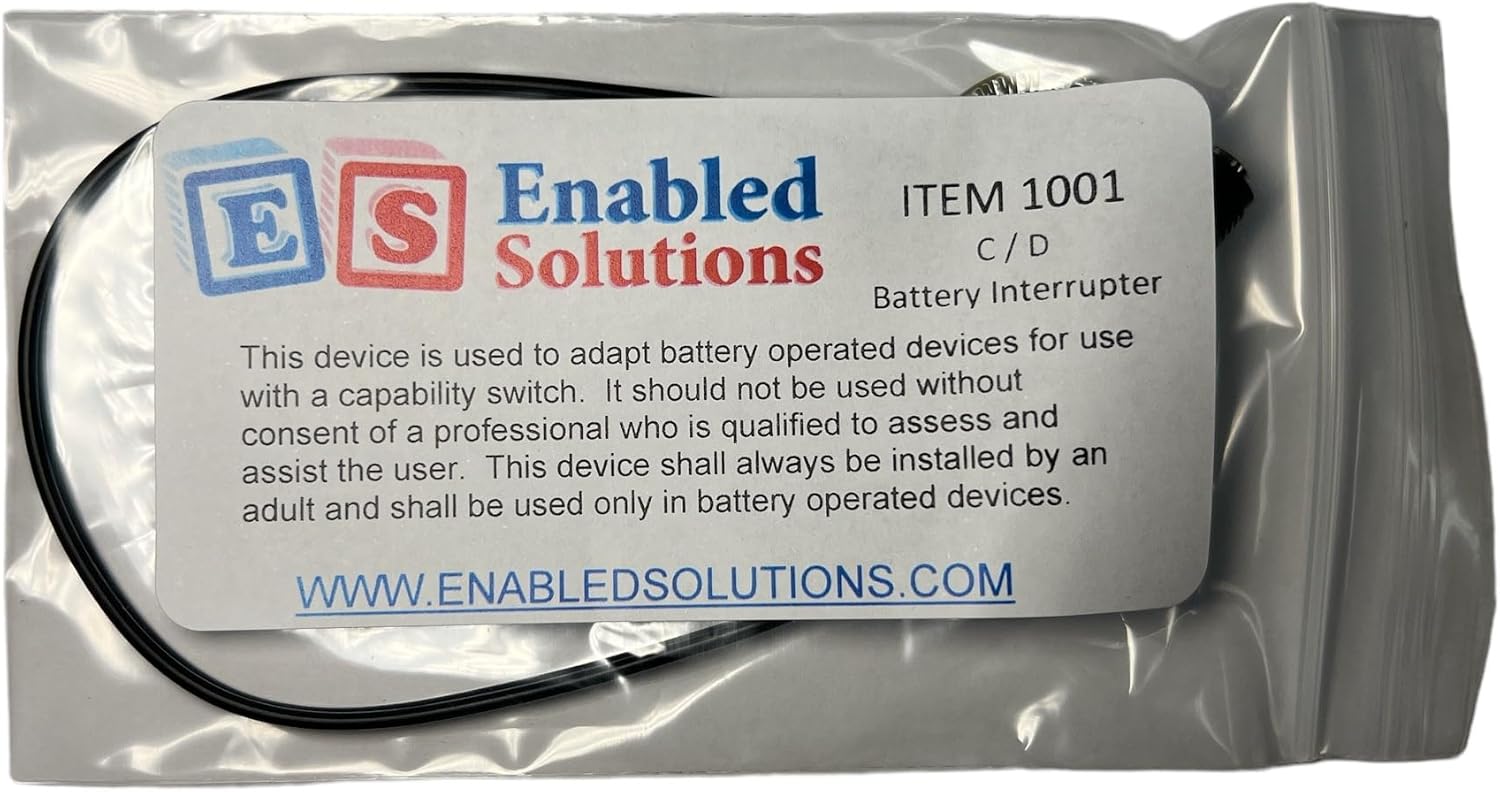 E S Enabled
Solutions
ITEM 1001
C / D
Battery Interrupter
This device is used to adapt battery operated devices for use
with a capability switch. It should not be used without
consent of a professional who is qualified to assess and
assist the user. This device shall always be installed by an
adult and shall be used only in battery operated devices.
WWW.ENABLEDSOLUTIONS.COM